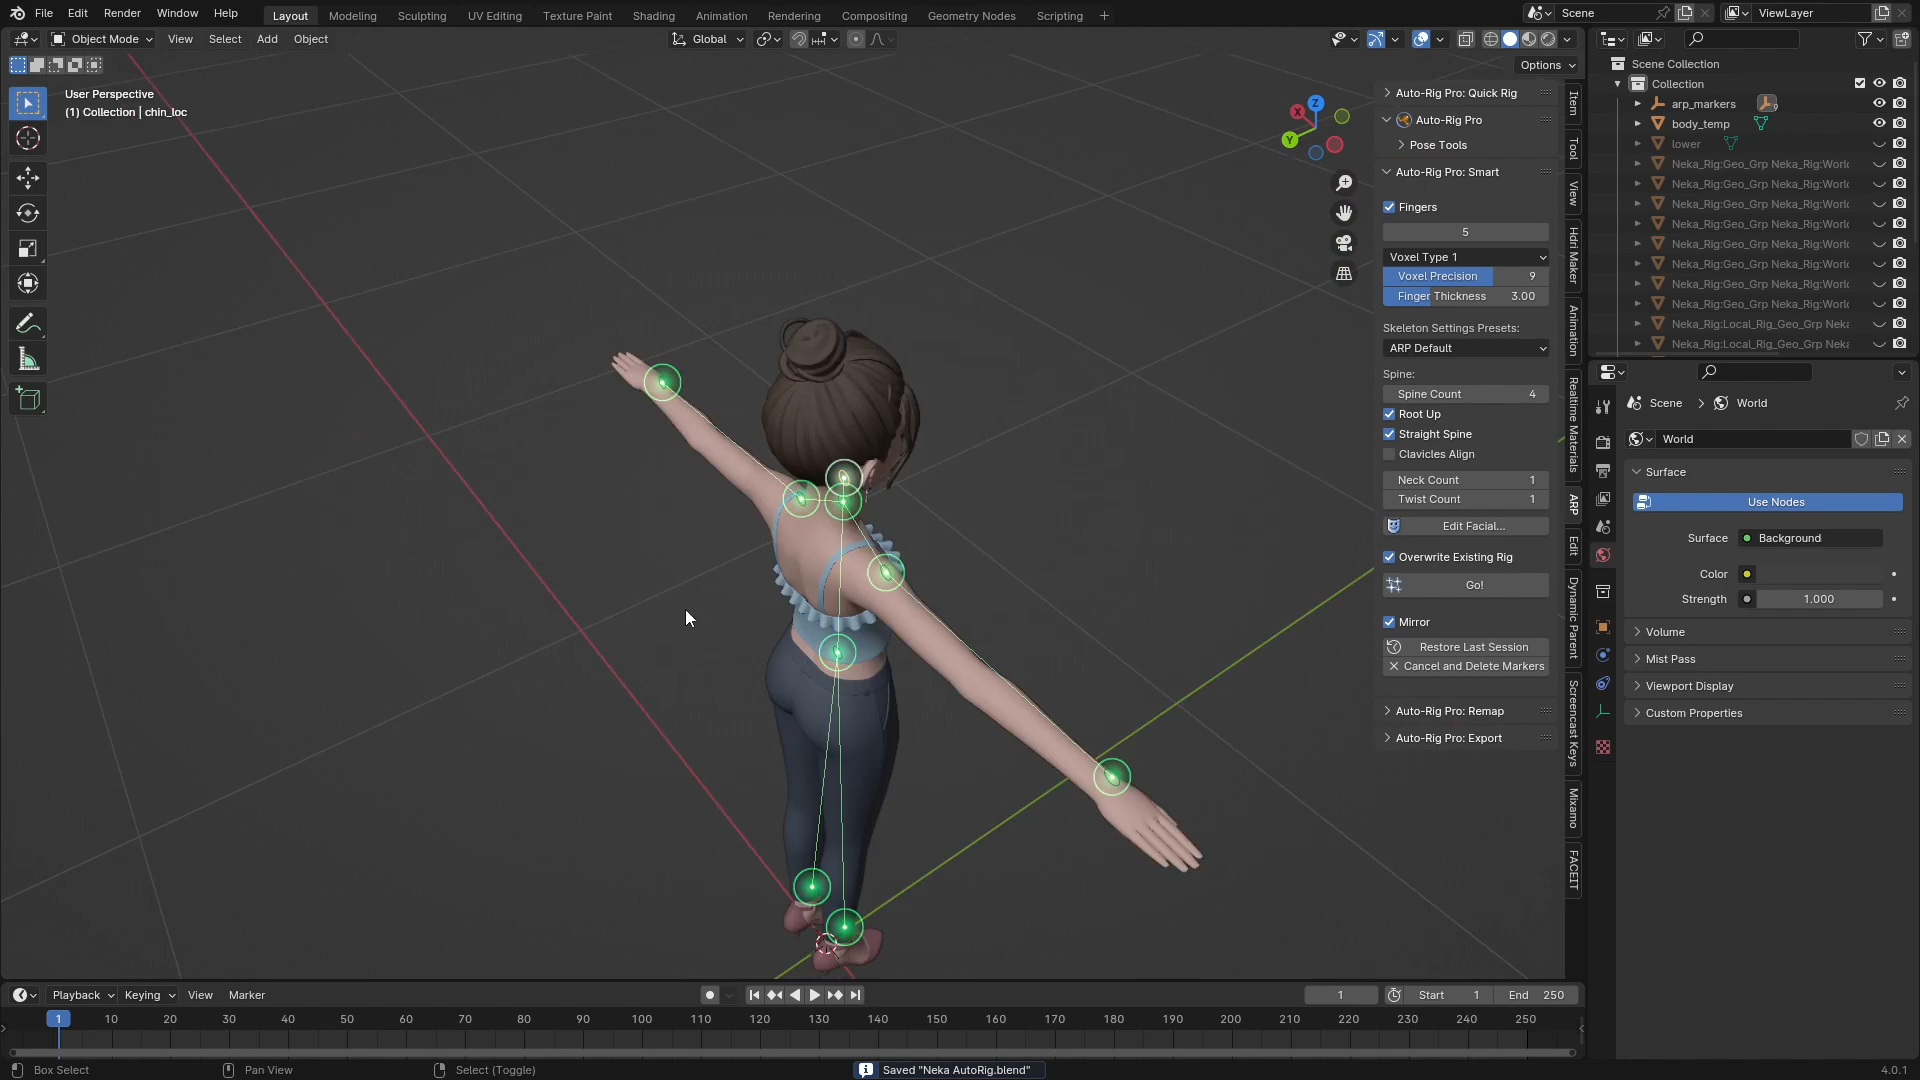 File Edit Render Window Help Layout Modeling Sculpting UV Editing Texture Paint Shading Animation Rendering Compositing Geometry Nodes Scripting + Scene ViewLayer
Object Mode View Select Add Object Global
Options
User Perspective
(1) Collection | chin_loc
Z
Y
X
Auto-Rig Pro: Quick Rig
Auto-Rig Pro
Pose Tools
Auto-Rig Pro: Smart
Fingers
5
Voxel Type 1
Voxel Precision 9
Finger Thickness 3.00
Skeleton Settings Presets:
ARP Default
Spine:
Spine Count 4
Root Up
Straight Spine
Clavicles Align
Neck Count 1
Twist Count 1
Edit Facial...
Overwrite Existing Rig
Go!
Mirror
Restore Last Session
Cancel and Delete Markers
Auto-Rig Pro: Remap
Auto-Rig Pro: Export
Item
Tool
View
Hdri Maker
Animation
Realtime Materials
ARP
Edit
Dynamic Parent
Screencast Keys
Mixamo
FACEIT
Scene Collection
Collection
arp_markers 9
body_temp
lower
Neka_Rig:Geo_Grp Neka_Rig:World
Neka_Rig:Geo_Grp Neka_Rig:World
Neka_Rig:Geo_Grp Neka_Rig:World
Neka_Rig:Geo_Grp Neka_Rig:World
Neka_Rig:Geo_Grp Neka_Rig:World
Neka_Rig:Geo_Grp Neka_Rig:World
Neka_Rig:Geo_Grp Neka_Rig:World
Neka_Rig:Geo_Grp Neka_Rig:World
Neka_Rig:Local_Rig_Geo_Grp Neka
Neka_Rig:Local_Rig_Geo_Grp Neka
Scene > World
World
Surface
Use Nodes
Surface Background
Color
Strength 1.000
Volume
Mist Pass
Viewport Display
Custom Properties
Playback Keying View Marker 1 Start 1 End 250
1 10 20 30 40 50 60 70 80 90 100 110 120 130 140 150 160 170 180 190 200 210 220 230 240 250
Box Select Pan View Select (Toggle) Saved "Neka AutoRig.blend" 4.0.1